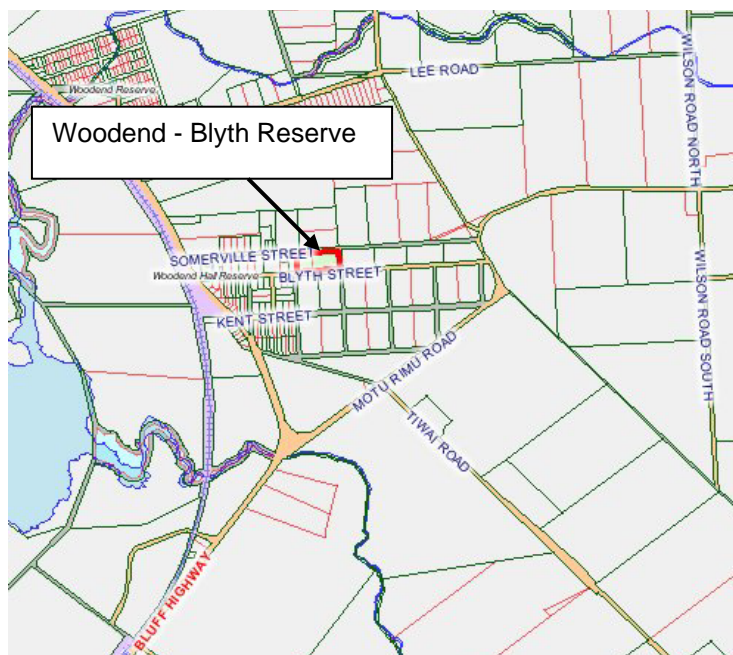 LEE ROAD
Woodend Reserve
WILSON ROAD NORTH
Woodend - Blyth Reserve
SOMERVILLE STREET
Woodend Hall Reserve
BLYTH STREET
KENT STREET
WILSON ROAD SOUTH
MOTU RIMU ROAD
TIWAI ROAD
BLUFF HIGHWAY